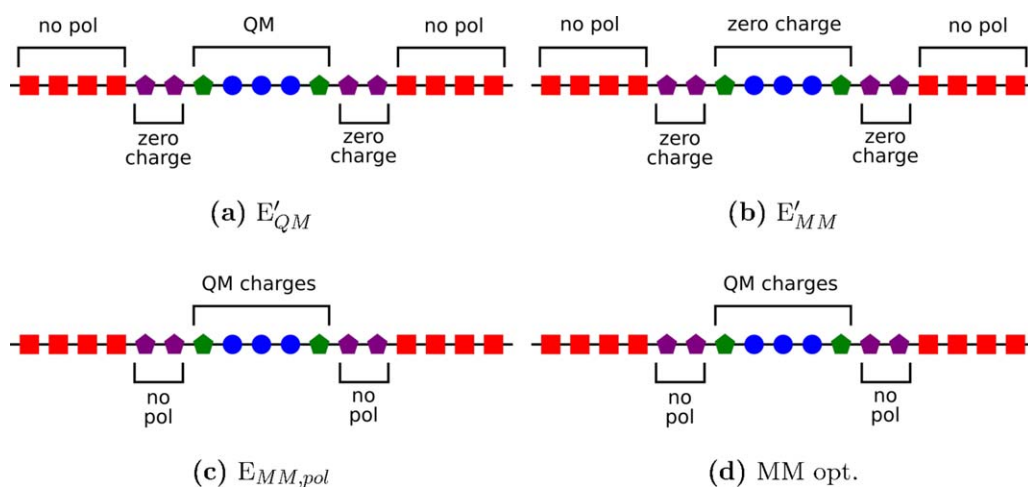 no pol QM no pol
zero charge
zero charge
(a) E′QM
no pol zero charge no pol
zero charge
zero charge
(b) E′MM
QM charges
no pol
no pol
(c) EMM,pol
QM charges
no pol
no pol
(d) MM opt.